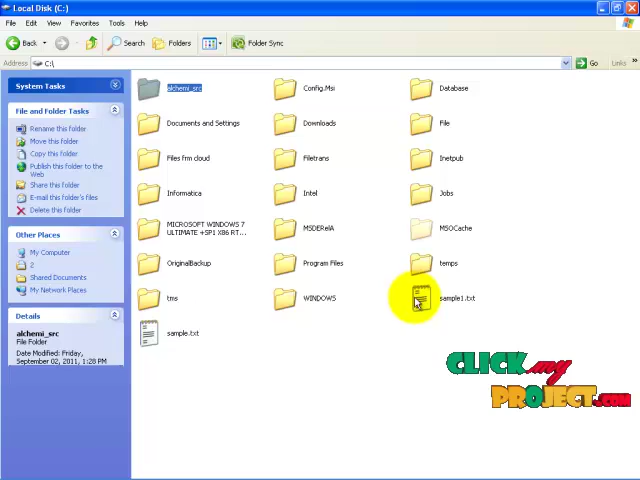 Local Disk (C:)
File Edit View Favorites Tools Help
Back Search Folders Folder Sync
Address C:\ Go Links »
System Tasks
File and Folder Tasks
Rename this folder
Move this folder
Copy this folder
Publish this folder to the
Web
Share this folder
E-mail this folder's files
Delete this folder
Other Places
My Computer
2
Shared Documents
My Network Places
Details
alchemi_src
File Folder
Date Modified: Friday,
September 02, 2011, 1:28 PM
alchemi_src Config.Msi Database
Documents and Settings Downloads File
Files frm cloud Filetrans Inetpub
Informatica Intel Jobs
MICROSOFT WINDOWS 7
ULTIMATE +SP1 X86 RT... MSDERelA MSOCache
OriginalBackup Program Files temps
tms WINDOWS sample1.txt
sample.txt
CLICK my
PROJECT.COM